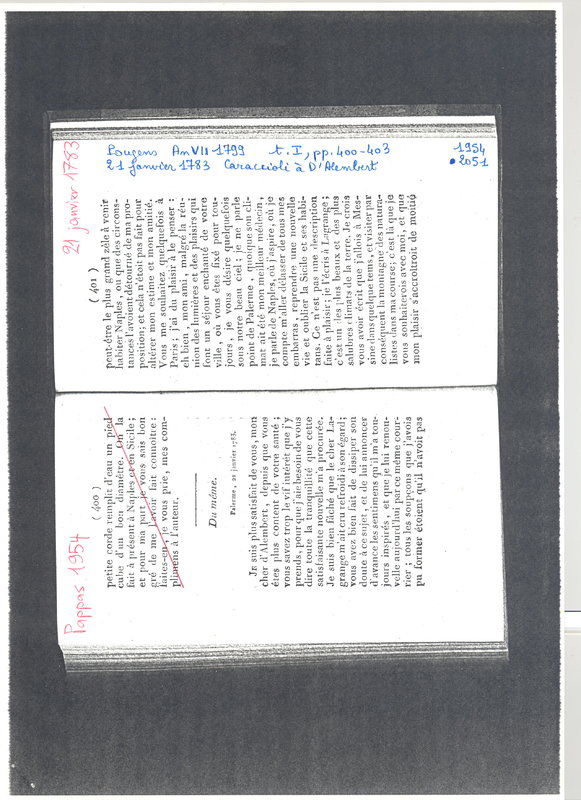 Pappas 1954
21 janvier 1783
Pougens An VII 1799 t. I, pp. 400-403
21 janvier 1783 Caraccioli à D'Alembert
1954
• 2051
( 400 )
petite corde remplit d'eau un pied
cube d'un bon diamètre. On la
fait à présent à Naples et en Sicile ;
et pour ma part je vous sais bon
gré de me l'avoir fait connoître :
faites-en, je vous prie, mes com-
plimens à l'auteur.
Du même.
Palerme, 21 janvier 1783.
Je suis plus satisfait de vous, mon
cher d'Alembert, depuis que vous
êtes plus content de votre santé ;
vous savez trop le vif intérêt que j'y
prends, pour que j'aie besoin de vous
dire toute la tranquillité que cette
satisfaisante nouvelle m'a procurée.
Je suis bien fâché que le cher La-
grange m'ait cru refroidi à son égard ;
vous avez bien fait de dissiper son
doute à ce sujet, et de lui annoncer
d'avance les sentimens qu'il m'a tou-
jours inspirés, et que je lui renou-
velle aujourd'hui par ce même cour-
rier ; tous les soupçons que j'avois
pu former étoient qu'il n'avoit pas
( 401 )
peut-être le plus grand zèle à venir
habiter Naples, ou que des circons-
tances l'avoient détourné de ma pro-
position ; et cela n'étoit pas fait pour
altérer mon estime et mon amitié.
Vous me souhaitez quelquefois à
Paris ; j'ai du plaisir à le penser :
eh bien, mon ami, malgré la réu-
nion des lumières et des plaisirs qui
font un séjour enchanté de votre
ville, où vous êtes fixé pour tou-
jours, je vous désire quelquefois
sous notre beau ciel ; je ne parle
point de Palerme, quoique son cli-
mat ait été mon meilleur médecin,
je parle de Naples, où j'aspire, où je
compte m'aller délasser de tous mes
embarras, reprendre une nouvelle
vie et oublier la Sicile et ses habi-
tans. Ce n'est pas une description
faite à plaisir ; je l'écris à Lagrange ;
c'est un des plus beaux et des plus
salubres climats de la terre. Je crois
vous avoir écrit que j'allois à Mes-
sine dans quelque tems, et visiter par
conséquent la montagne des natura-
listes dans ma course ; c'est là que je
vous souhaiterois avec moi, et que
mon plaisir s'accroîtroit de moitié